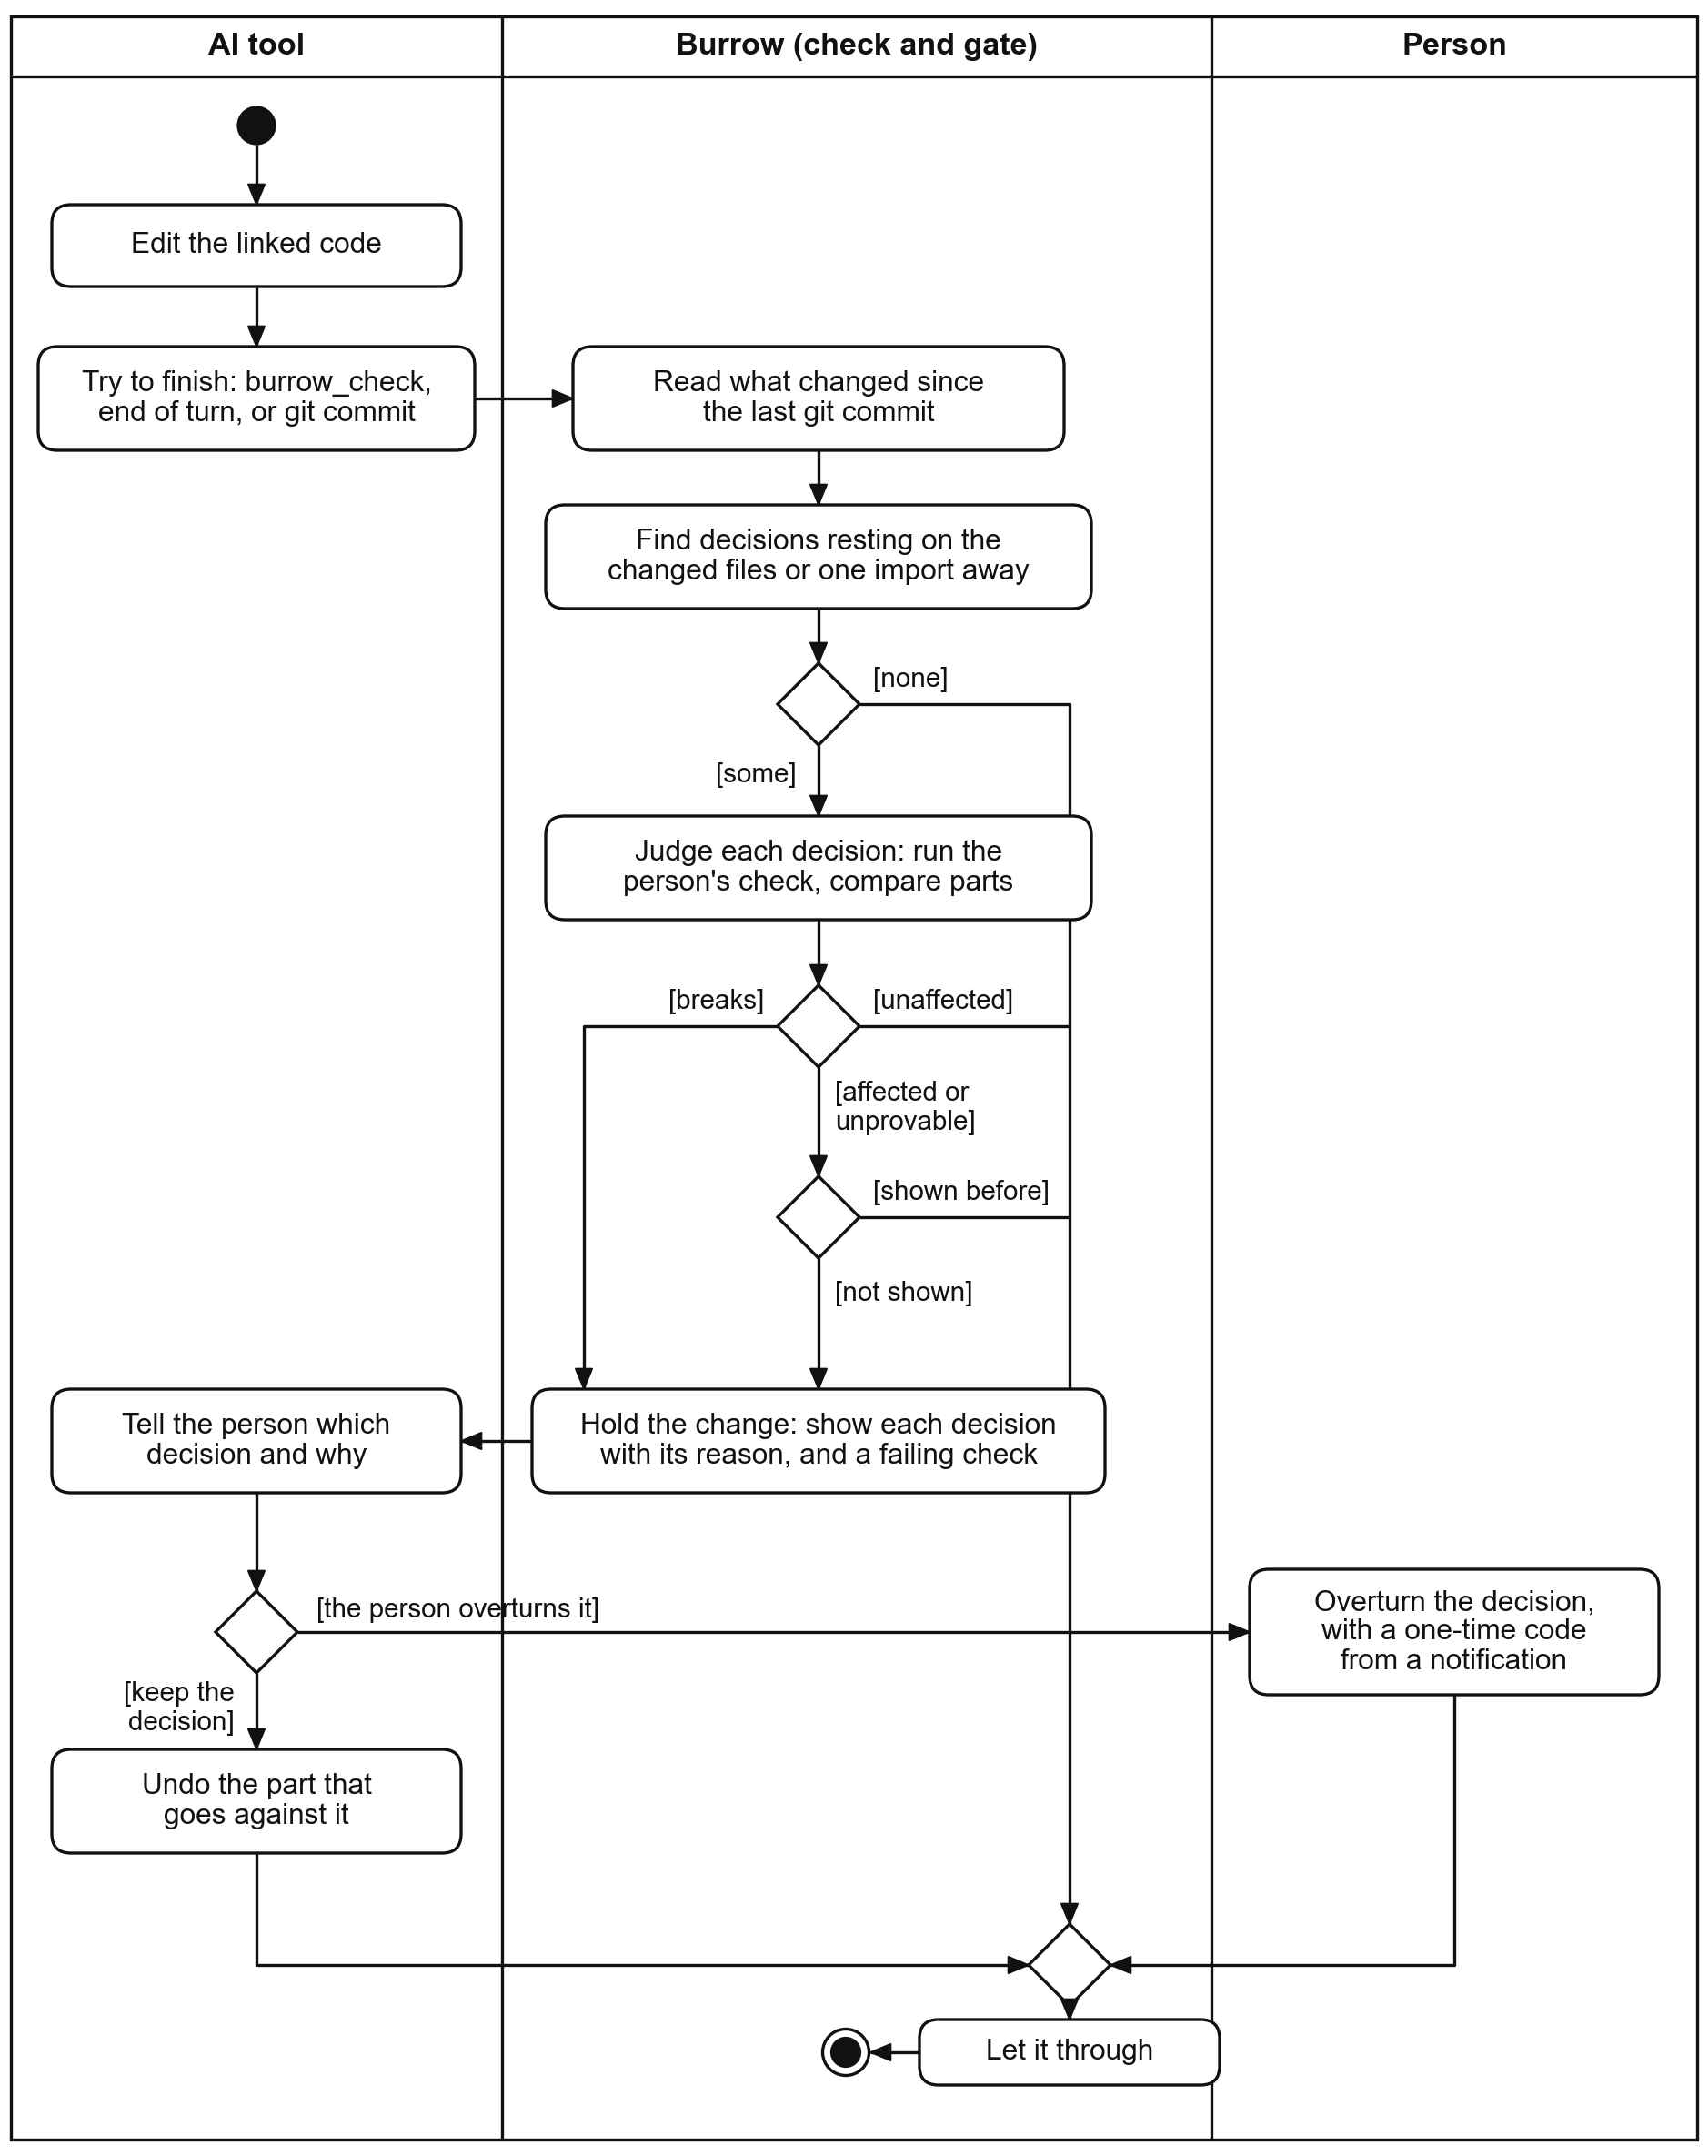 AI tool
Burrow (check and gate)
Person
Edit the linked code
Try to finish: burrow_check,
end of turn, or git commit
Read what changed since
the last git commit
Find decisions resting on the
changed files or one import away
[none]
[some]
Judge each decision: run the
person's check, compare parts
[breaks]
[unaffected]
[affected or
unprovable]
[shown before]
[not shown]
Tell the person which
decision and why
Hold the change: show each decision
with its reason, and a failing check
[the person overturns it]
Overturn the decision,
with a one-time code
from a notification
[keep the
decision]
Undo the part that
goes against it
Let it through